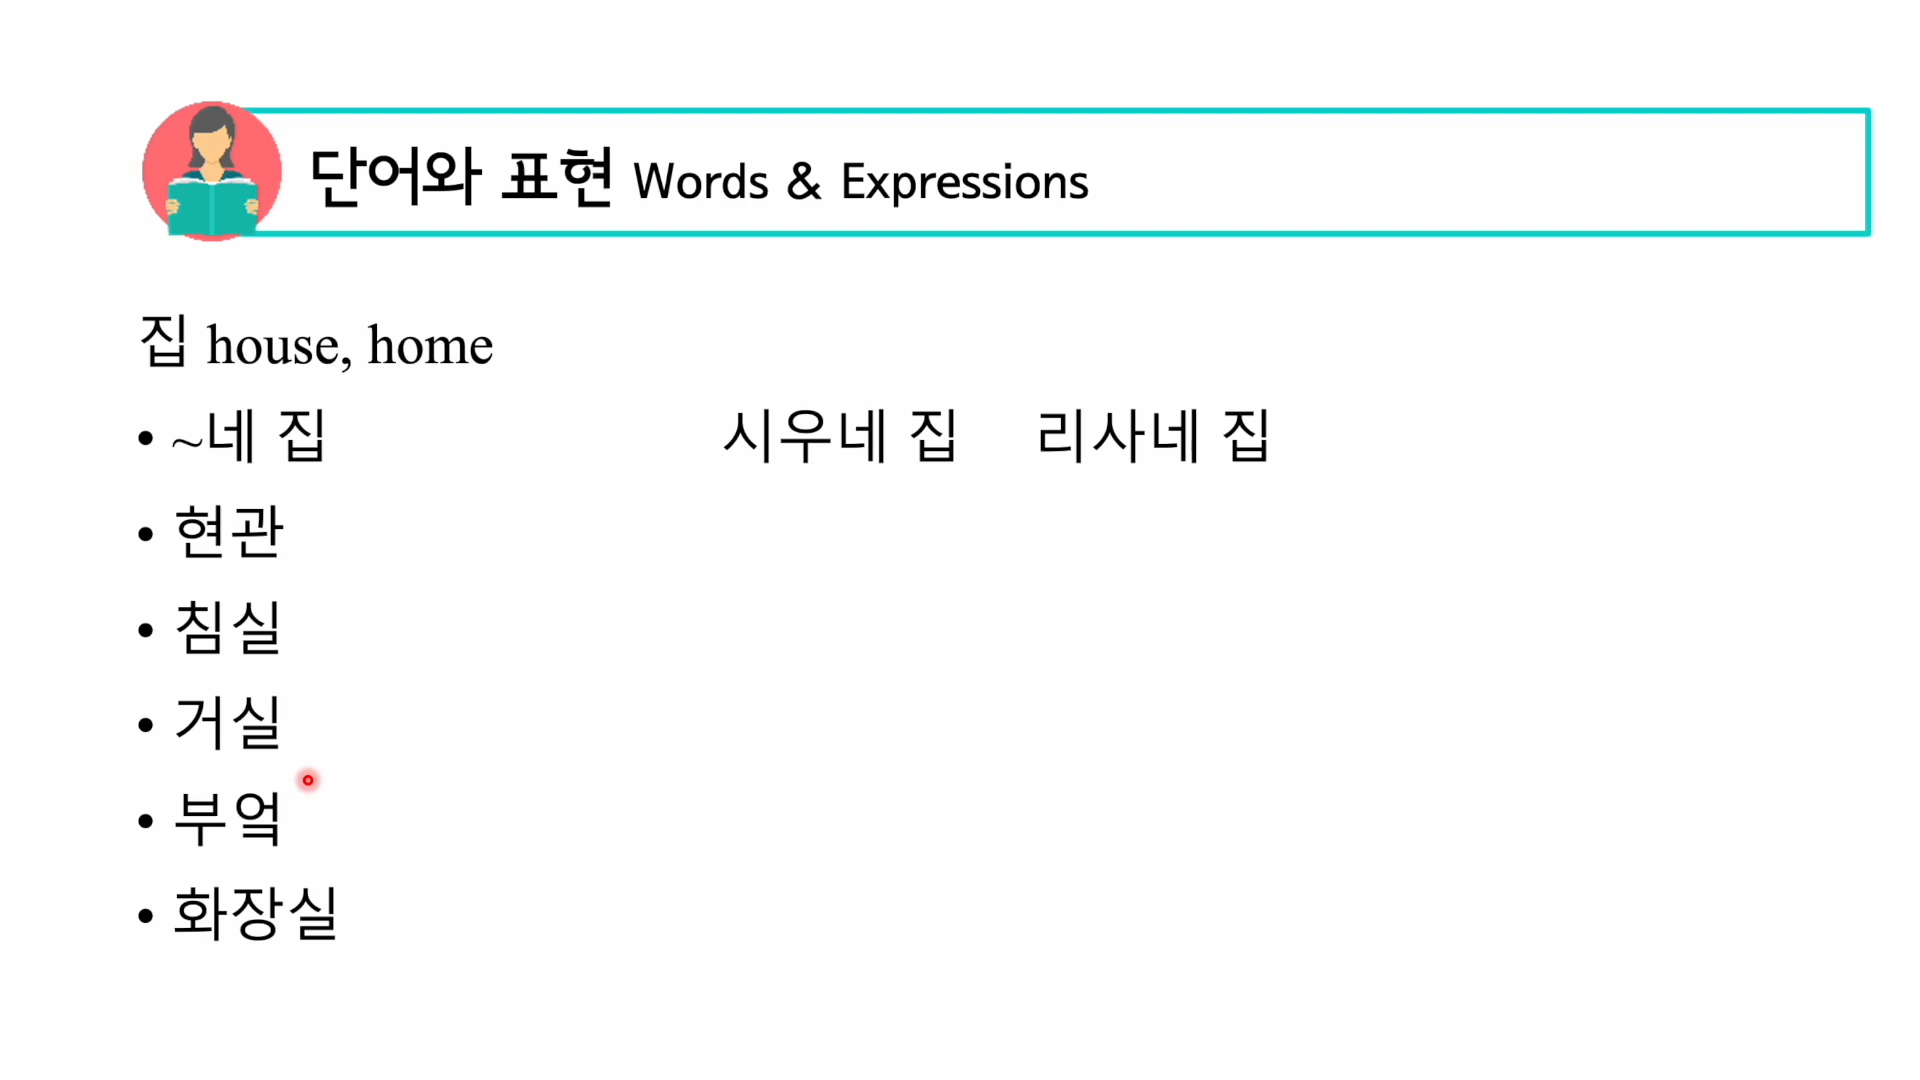 단어와 표현 Words & Expressions
집 house, home
• ~네 집 시우네 집 리사네 집
• 현관
• 침실
• 거실
• 부엌
• 화장실